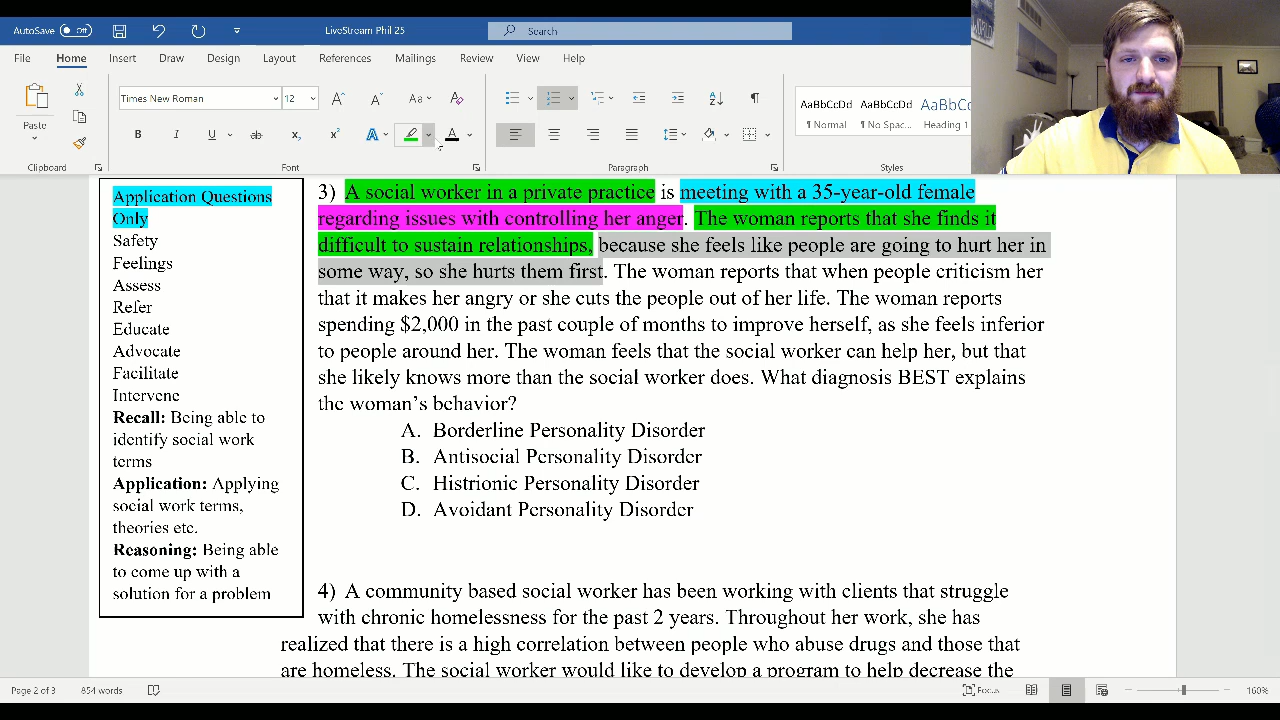 AutoSave Off
LiveStream Phil 25
Search
File Home Insert Draw Design Layout References Mailings Review View Help
Paste
Times New Roman 12
Aa
AaBbCcDd AaBbCcDd AaBbCc
¶ Normal ¶ No Spac... Heading 1
Clipboard Font Paragraph Styles
Application Questions
Only
Safety
Feelings
Assess
Refer
Educate
Advocate
Facilitate
Intervene
Recall: Being able to
identify social work
terms
Application: Applying
social work terms,
theories etc.
Reasoning: Being able
to come up with a
solution for a problem
3) A social worker in a private practice is meeting with a 35-year-old female
regarding issues with controlling her anger. The woman reports that she finds it
difficult to sustain relationships, because she feels like people are going to hurt her in
some way, so she hurts them first. The woman reports that when people criticism her
that it makes her angry or she cuts the people out of her life. The woman reports
spending $2,000 in the past couple of months to improve herself, as she feels inferior
to people around her. The woman feels that the social worker can help her, but that
she likely knows more than the social worker does. What diagnosis BEST explains
the woman's behavior?
A. Borderline Personality Disorder
B. Antisocial Personality Disorder
C. Histrionic Personality Disorder
D. Avoidant Personality Disorder
4) A community based social worker has been working with clients that struggle
with chronic homelessness for the past 2 years. Throughout her work, she has
realized that there is a high correlation between people who abuse drugs and those that
are homeless. The social worker would like to develop a program to help decrease the
Page 2 of 3 854 words
Focus
160%